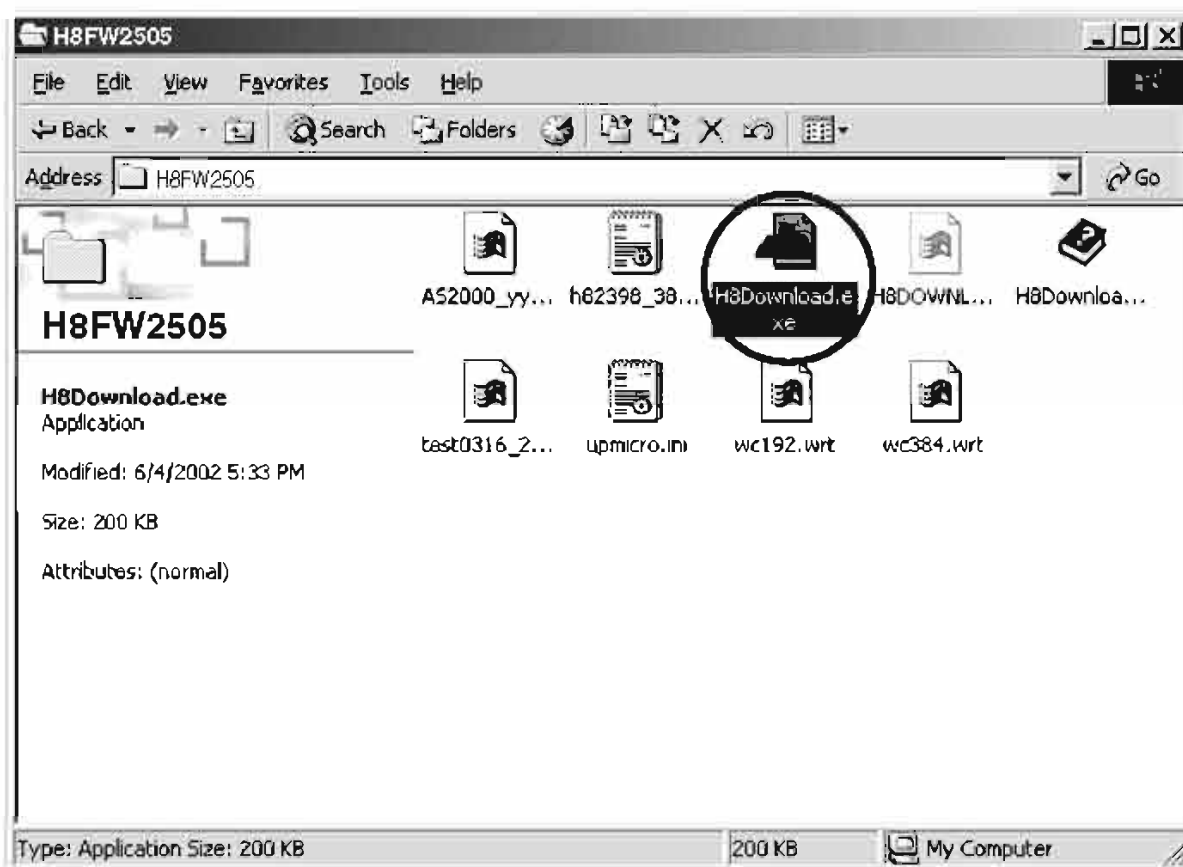 H8FW2505
File Edit View Favorites Tools Help
Back Search Folders
Address H8FW2505 Go
H8FW2505
H8Download.exe
Application
Modified: 6/4/2002 5:33 PM
Size: 200 KB
Attributes: (normal)
AS2000_yy... h82398_38... H8Download.e H8DOWNL... H8Downloa...
xe
test0316_2... upmicro.ini wc192.wrt wc384.wrt
Type: Application Size: 200 KB 200 KB My Computer